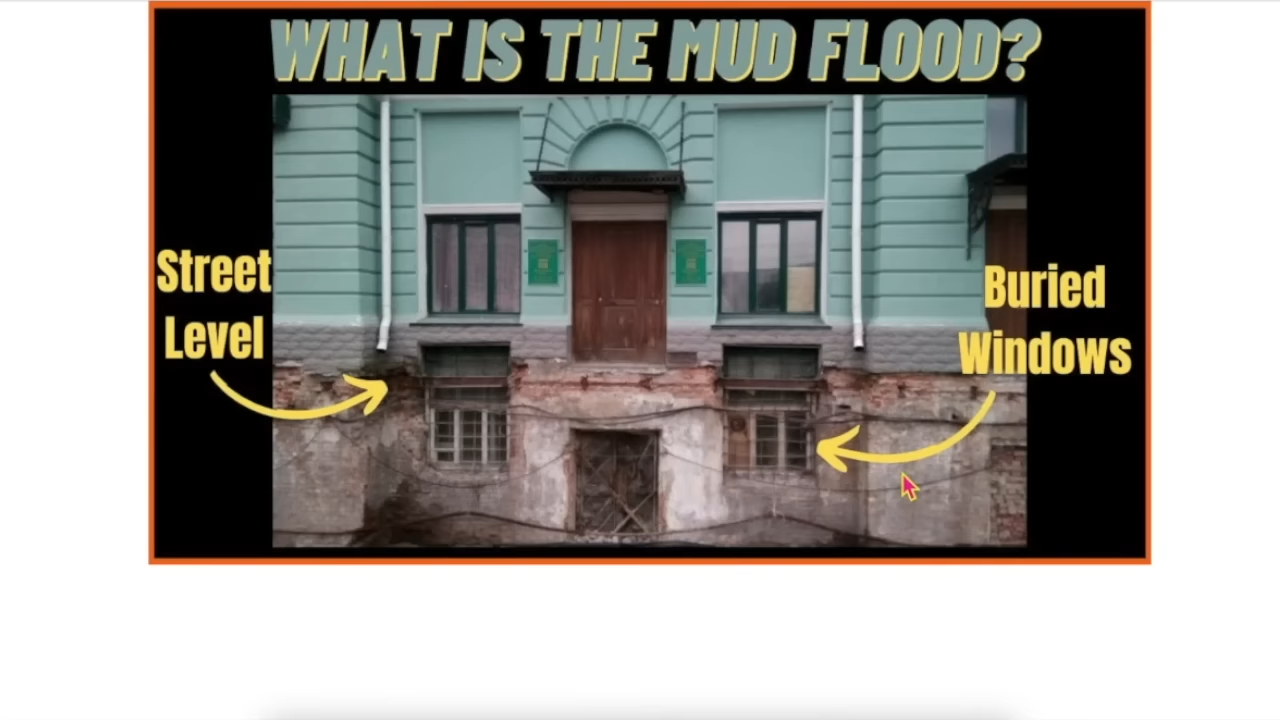 WHAT IS THE MUD FLOOD?
Street
Level
Buried
Windows